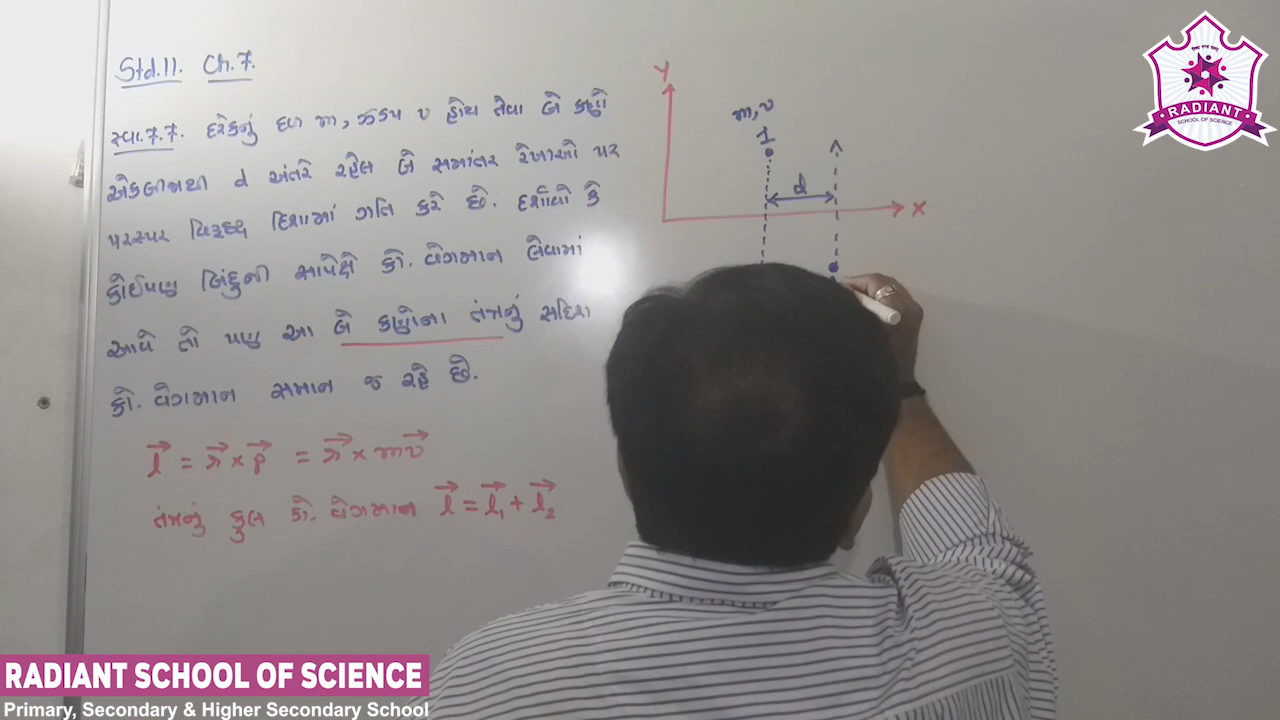 Std.11. Ch.7.
સ્વા.7.7. દરેકનું દળ m, ઝડપ v હોય તેવા બે કણો
એકબીજાથી d અંતરે રહેલ બે સમાંતર રેખાઓ પર
પરસ્પર વિરૂદ્ધ દિશામાં ગતિ કરે છે. દર્શાવો કે
કોઈપણ બિંદુની સાપેક્ષે કો. વેગમાન લેવામાં
આવે તો પણ આ બે કણોના તંત્રનું સદિશ
કો. વેગમાન સમાન જ રહે છે.
l⃗ = r⃗ × p⃗ = r⃗ × mv⃗
તંત્રનું કુલ કો. વેગમાન l⃗ = l⃗₁ + l⃗₂
Y
m, v
1
d
X
RADIANT
SCHOOL OF SCIENCE
RADIANT SCHOOL OF SCIENCE
Primary, Secondary & Higher Secondary School